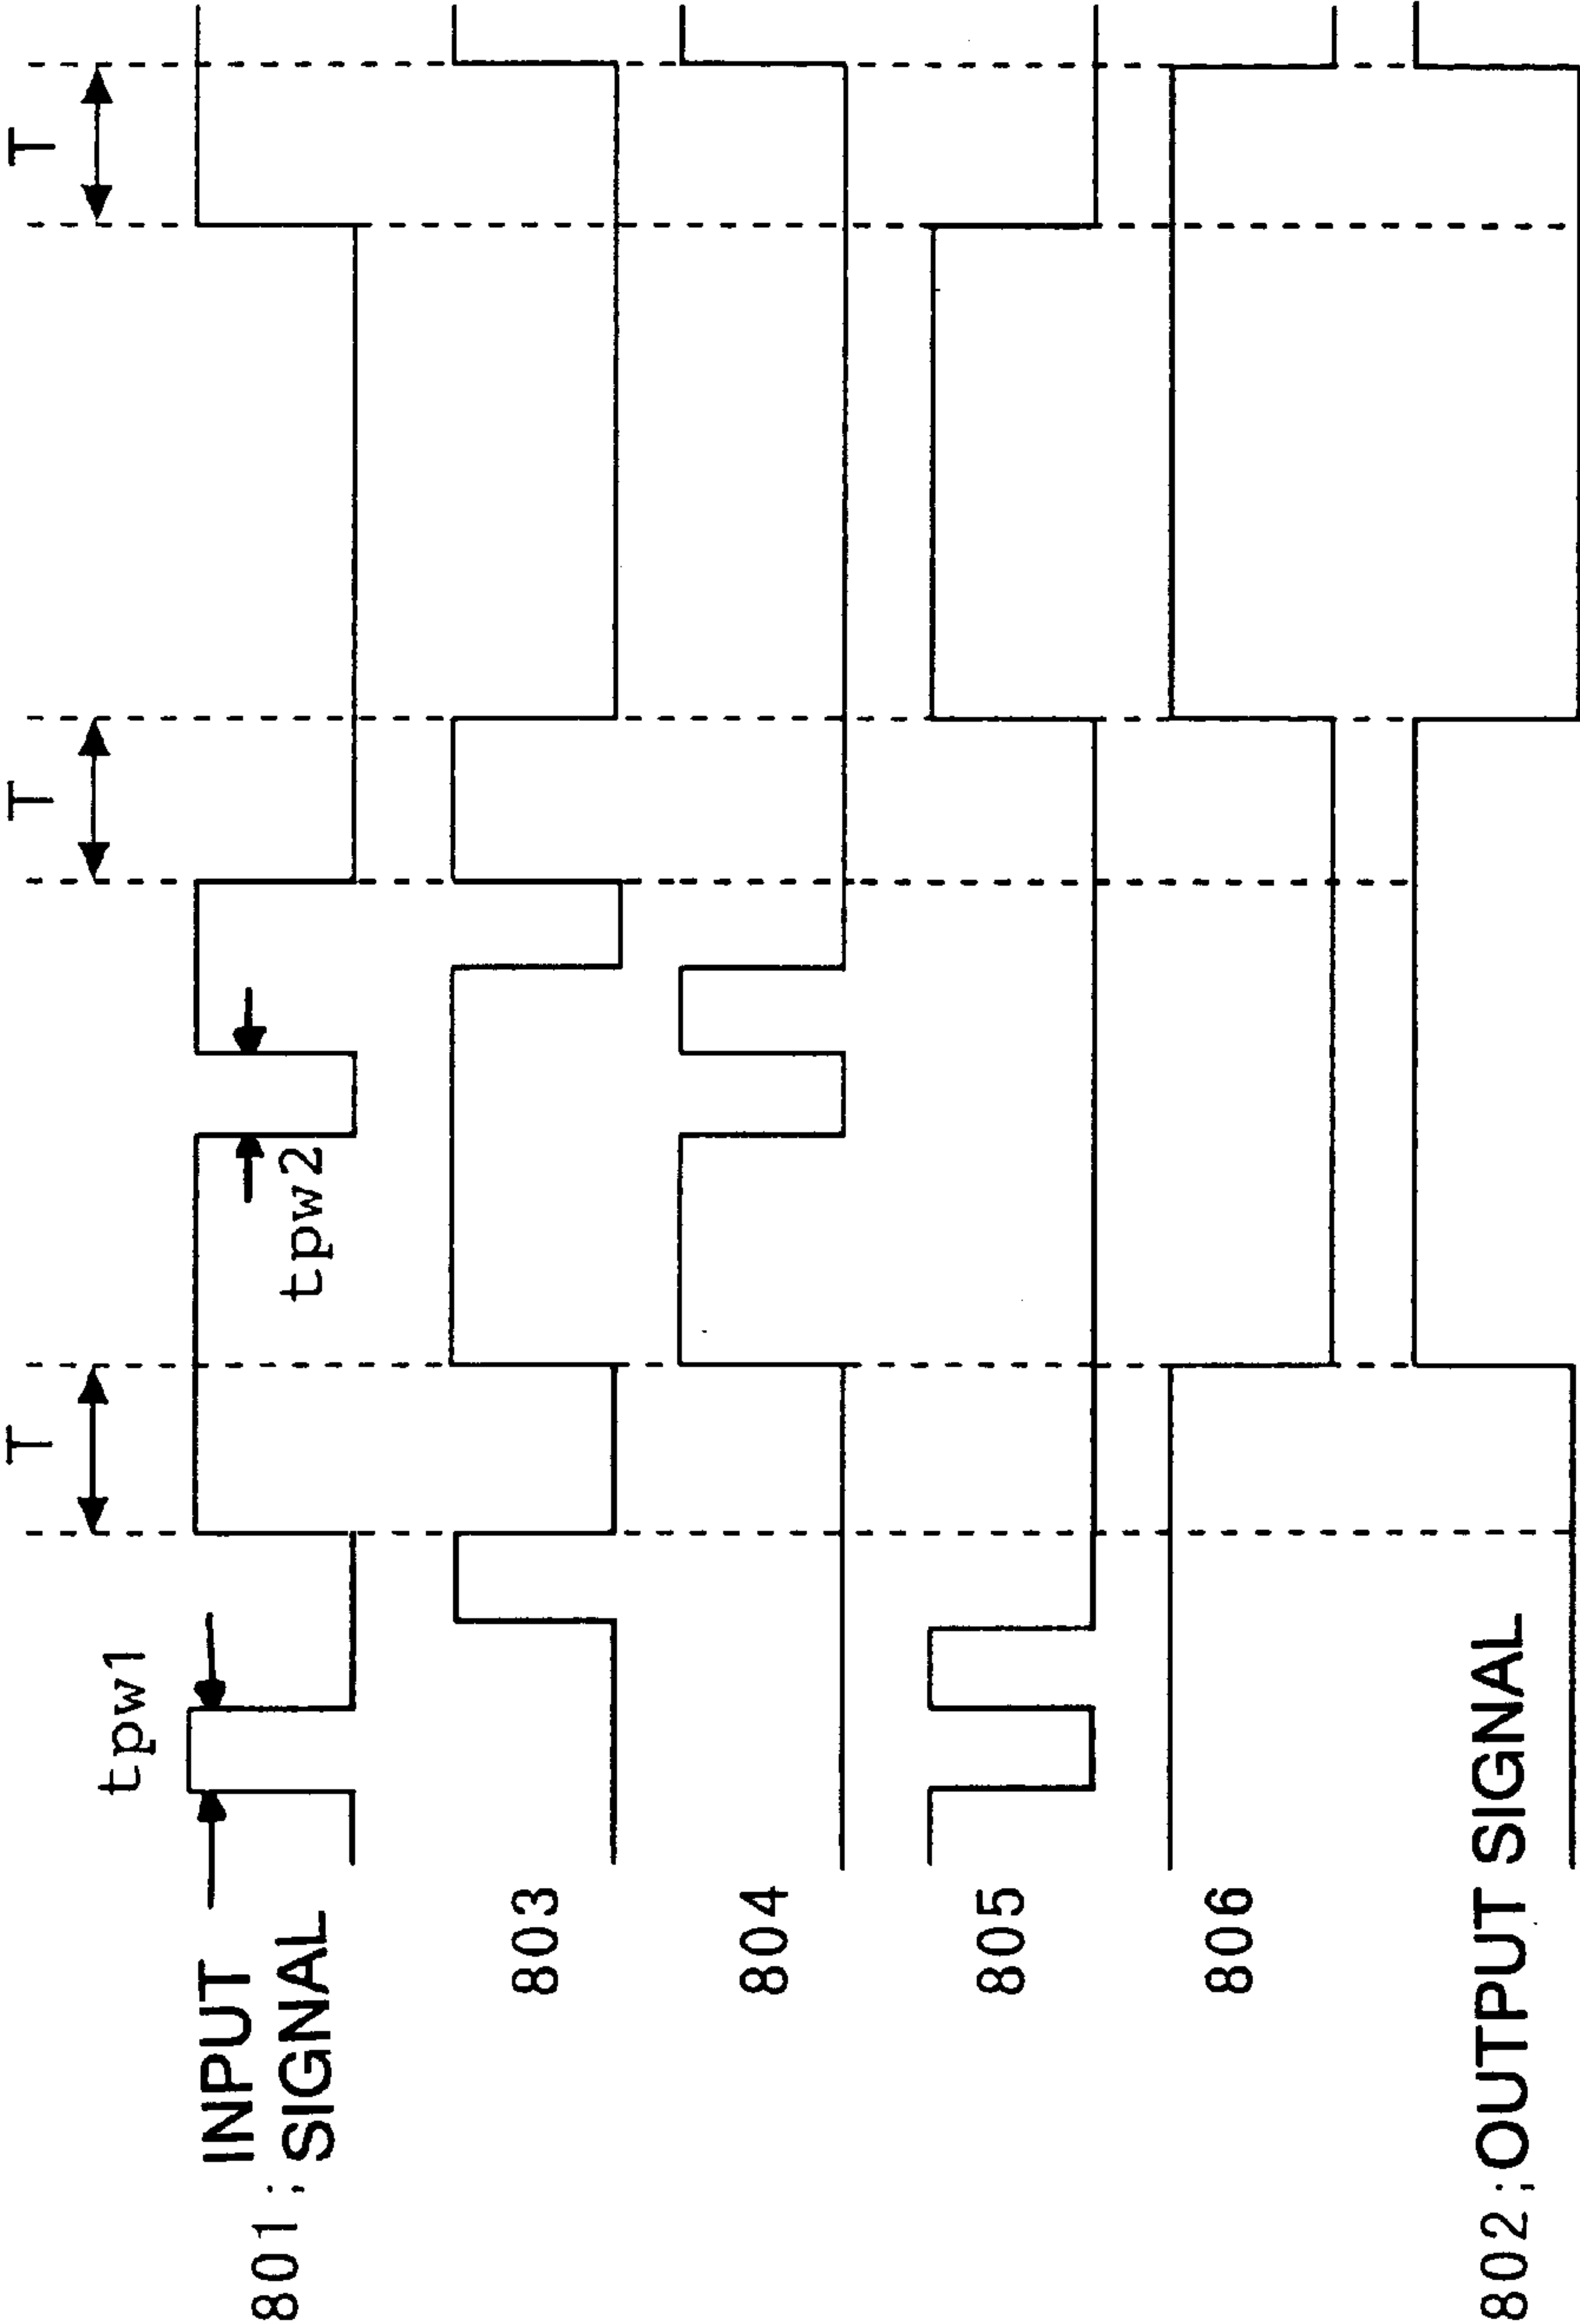 T T T
tpw1
tpw2
801; INPUT
SIGNAL
803
804
805
806
802; OUTPUT SIGNAL